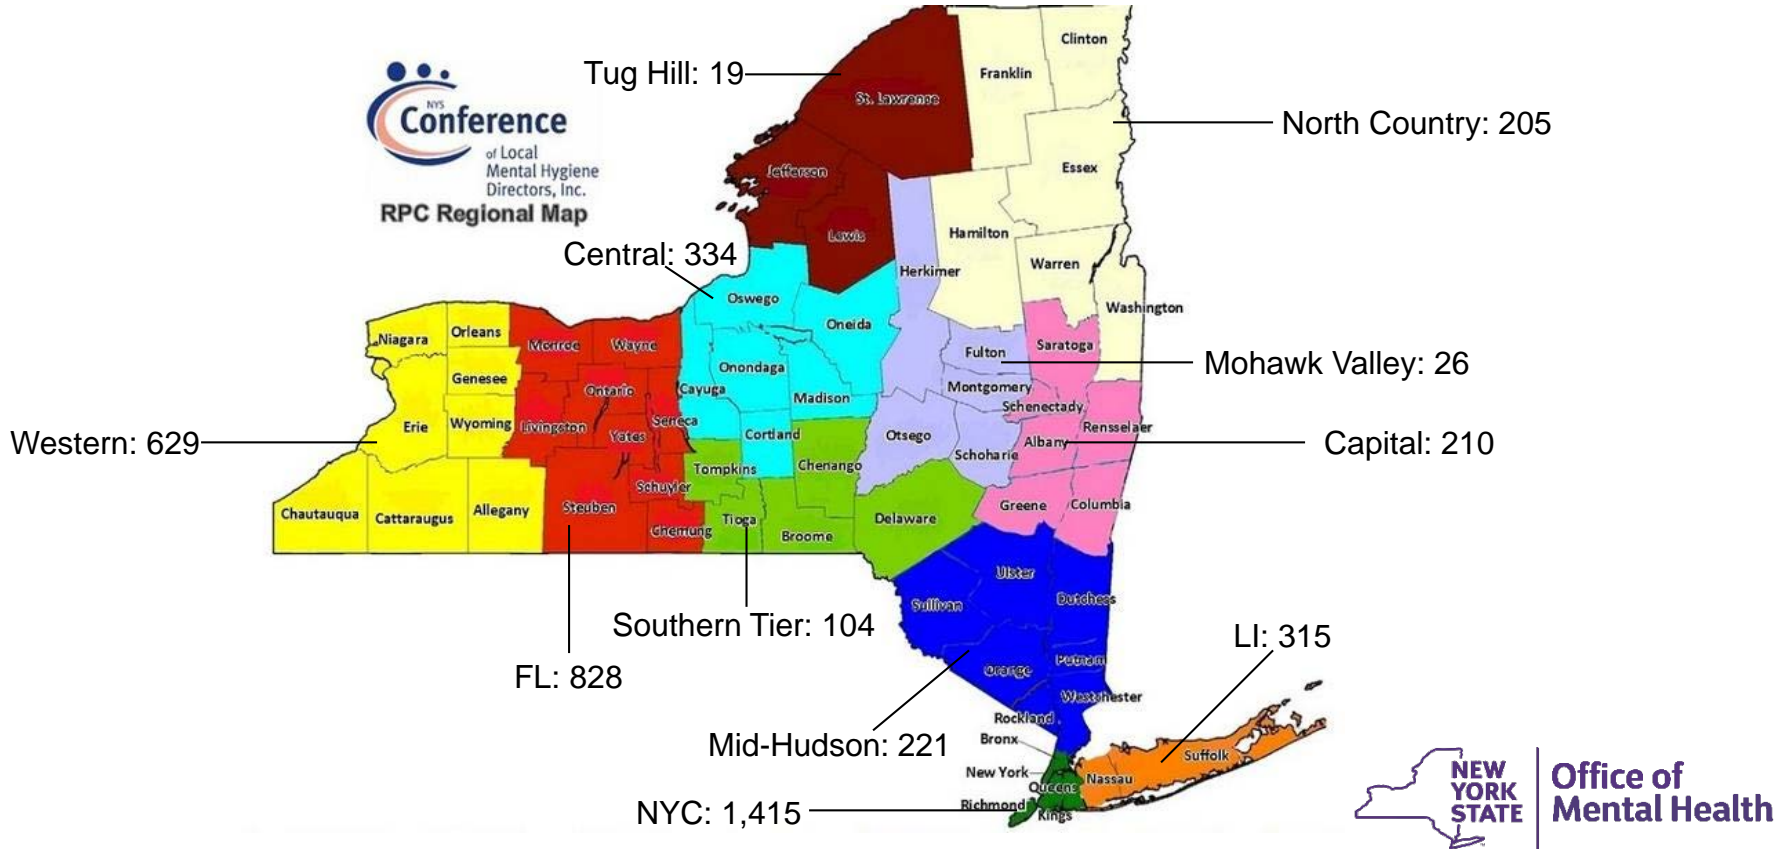 NYS
Conference
of Local
Mental Hygiene
Directors, Inc.
RPC Regional Map
Tug Hill: 19
North Country: 205
Central: 334
Mohawk Valley: 26
Western: 629
Capital: 210
Southern Tier: 104
FL: 828
LI: 315
Mid-Hudson: 221
NYC: 1,415
Clinton
Franklin
St. Lawrence
Essex
Jefferson
Lewis
Hamilton
Herkimer
Warren
Washington
Oswego
Oneida
Niagara
Orleans
Monroe
Wayne
Fulton
Saratoga
Genesee
Ontario
Onondaga
Cayuga
Madison
Montgomery
Schenectady
Erie
Wyoming
Livingston
Yates
Seneca
Cortland
Otsego
Schoharie
Albany
Rensselaer
Tompkins
Chenango
Schuyler
Chautauqua
Cattaraugus
Allegany
Steuben
Chemung
Tioga
Broome
Delaware
Greene
Columbia
Ulster
Sullivan
Dutchess
Orange
Putnam
Westchester
Rockland
Bronx
New York
Queens
Richmond
Kings
Nassau
Suffolk
NEW
YORK
STATE
Office of
Mental Health